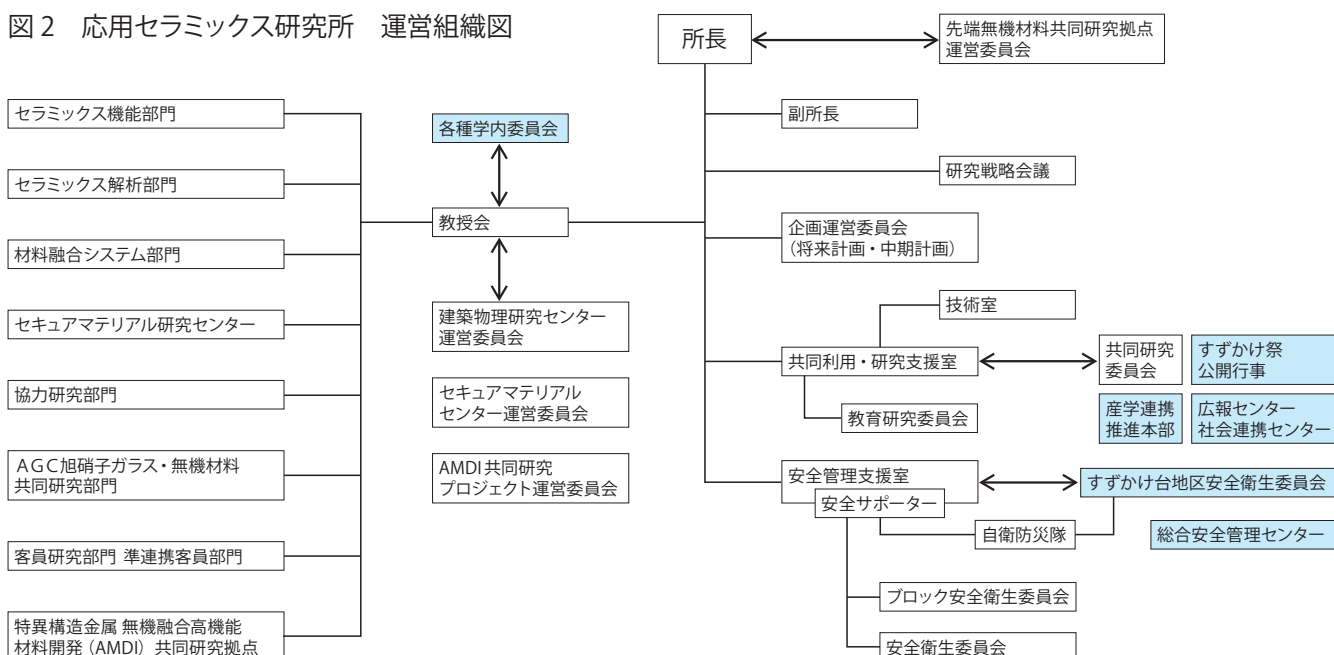 図2 応用セラミックス研究所 運営組織図
所長
先端無機材料共同研究拠点
運営委員会
セラミックス機能部門
セラミックス解析部門
材料融合システム部門
セキュアマテリアル研究センター
協力研究部門
AGC旭硝子ガラス・無機材料
共同研究部門
客員研究部門 準連携客員部門
特異構造金属 無機融合高機能
材料開発(AMDI)共同研究拠点
各種学内委員会
教授会
建築物理研究センター
運営委員会
セキュアマテリアル
センター運営委員会
AMDI共同研究
プロジェクト運営委員会
副所長
研究戦略会議
企画運営委員会
(将来計画・中期計画)
技術室
共同利用・研究支援室
教育研究委員会
共同研究
委員会
すずかけ祭
公開行事
産学連携
推進本部
広報センター
社会連携センター
安全管理支援室
安全サポーター
すずかけ台地区安全衛生委員会
自衛防災隊
総合安全管理センター
ブロック安全衛生委員会
安全衛生委員会